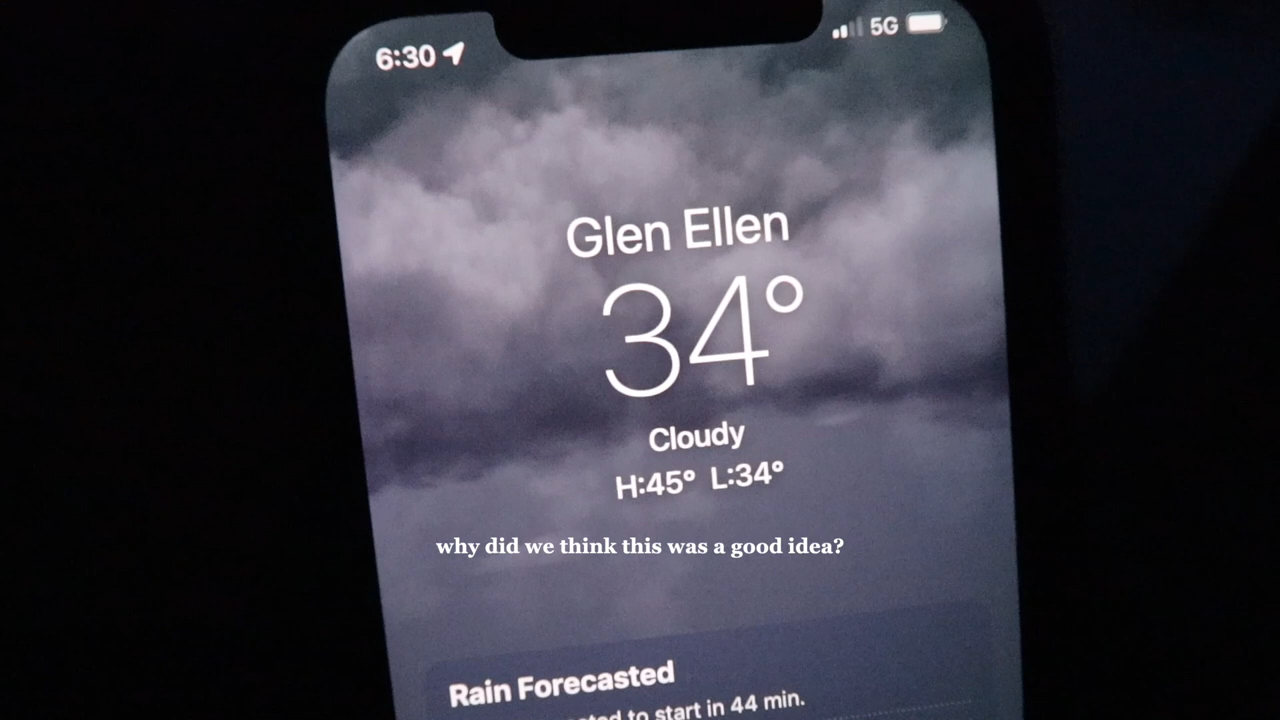 6:30 5G
Glen Ellen
34°
Cloudy
H:45° L:34°
why did we think this was a good idea?
Rain Forecasted
to start in 44 min.